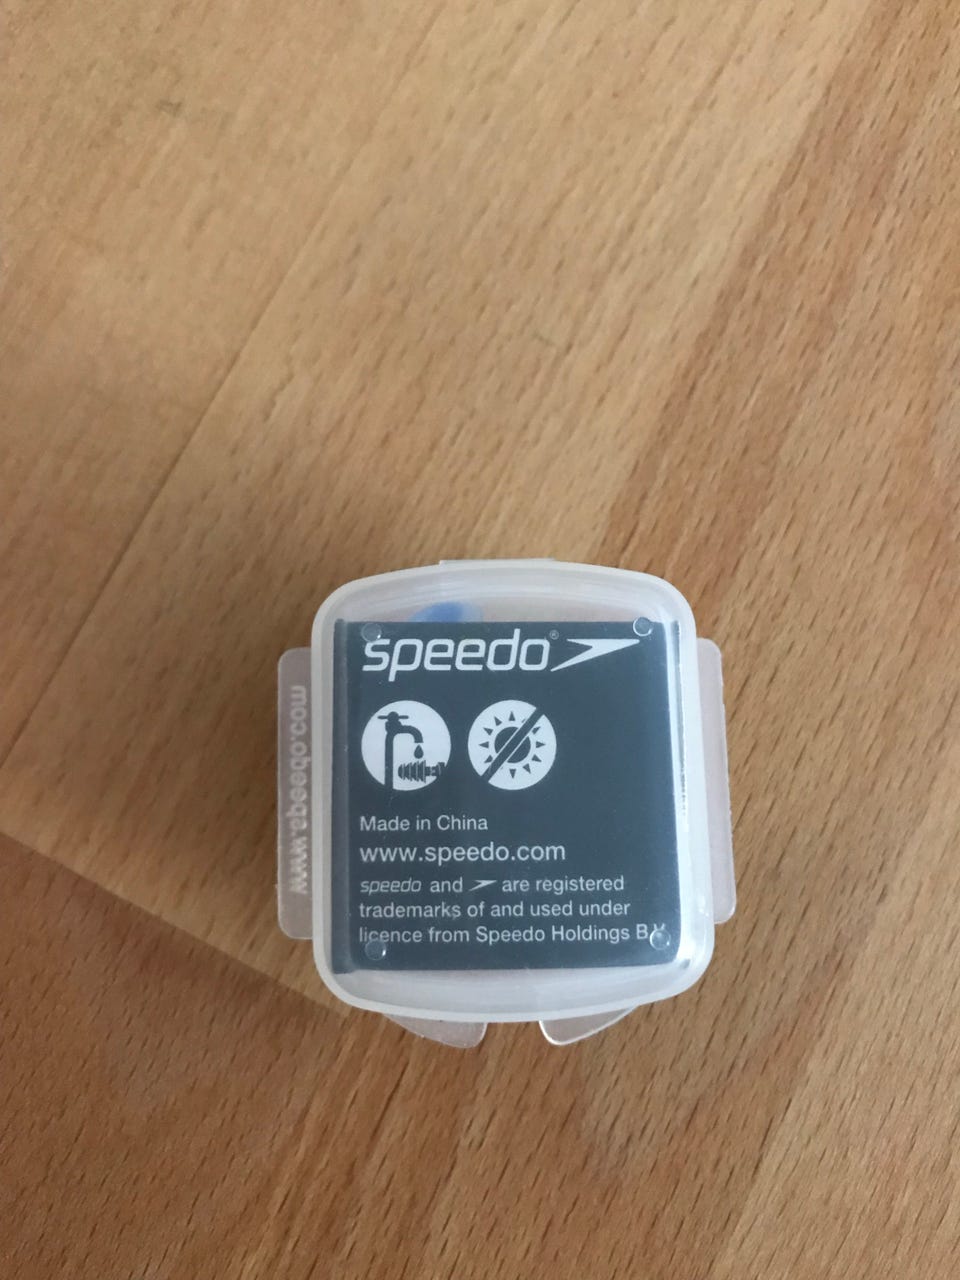 speedo®
Made in China
www.speedo.com
speedo and are registered
trademarks of and used under
licence from Speedo Holdings B.V.
www.speedo.com